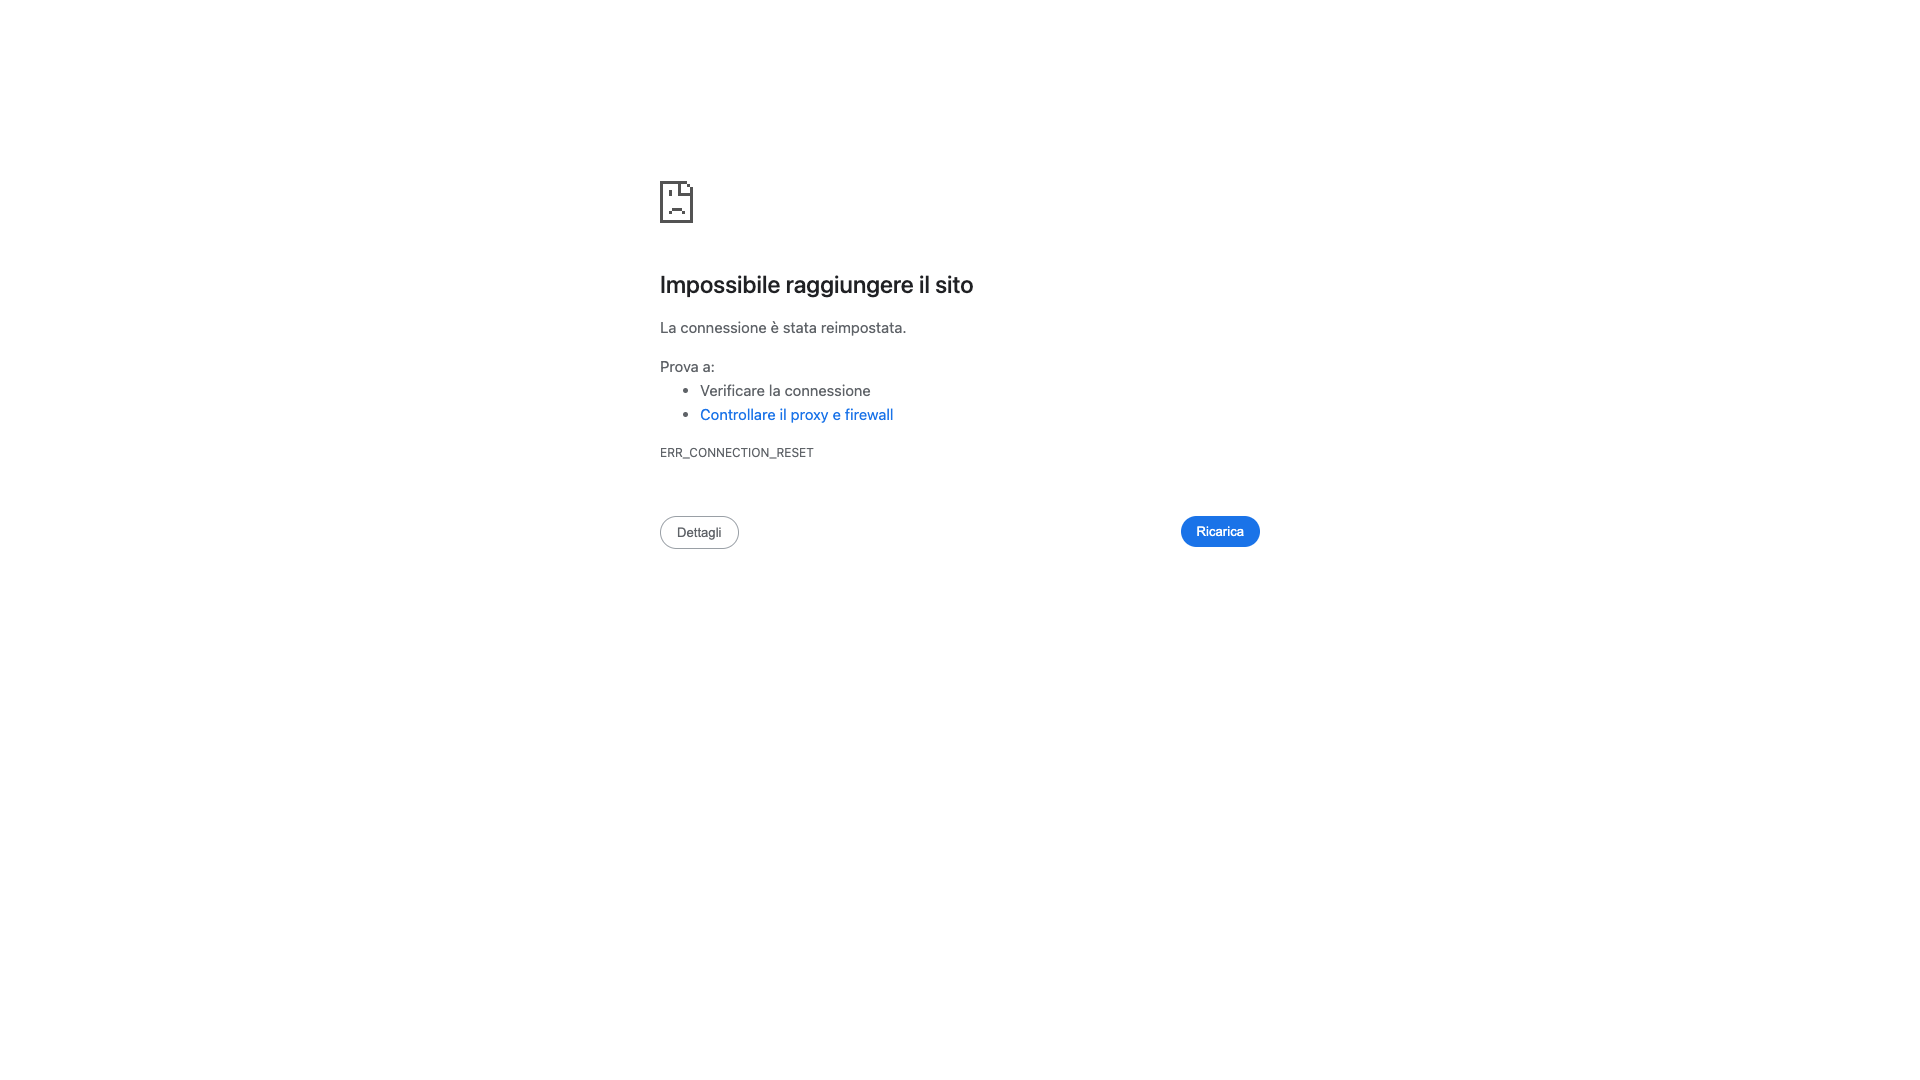 Impossibile raggiungere il sito
La connessione è stata reimpostata.
Prova a:
Verificare la connessione
Controllare il proxy e firewall
ERR_CONNECTION_RESET
Dettagli
Ricarica